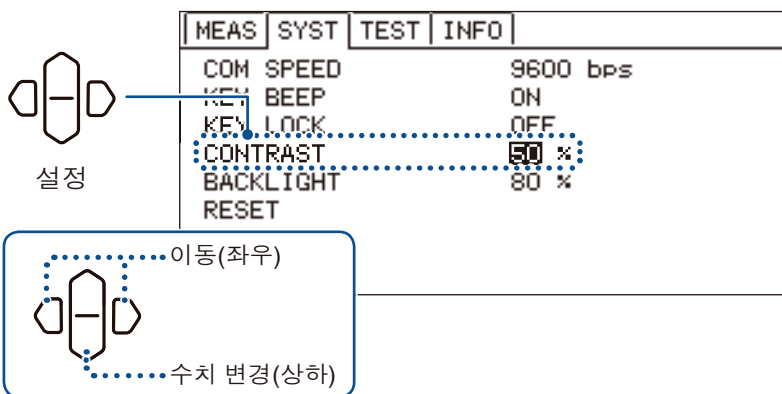 MEAS SYST TEST INFO
COM SPEED 9600 bps
KEY BEEP ON
KEY LOCK OFF
CONTRAST 50 %
BACKLIGHT 80 %
RESET
설정
이동(좌우)
수치 변경(상하)